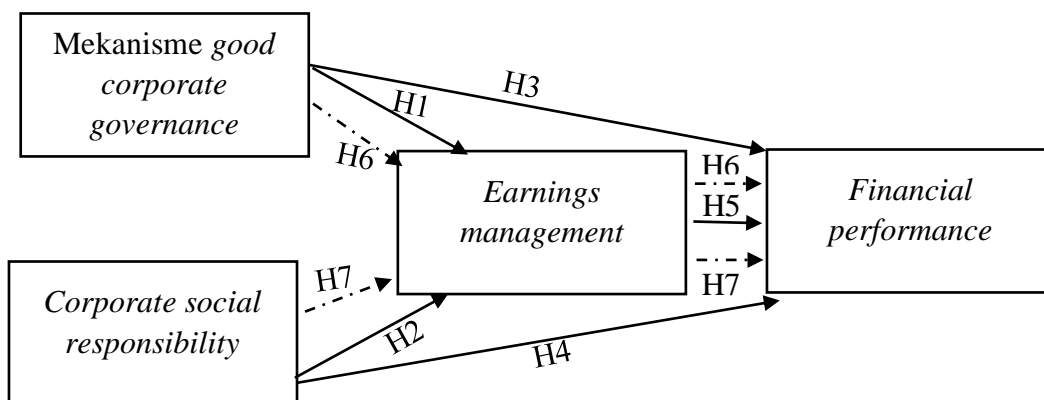 Mekanisme good
corporate
governance
H3
H1
H6
Earnings
management
H6
H5
H7
Financial
performance
Corporate social
responsibility
H7
H2
H4